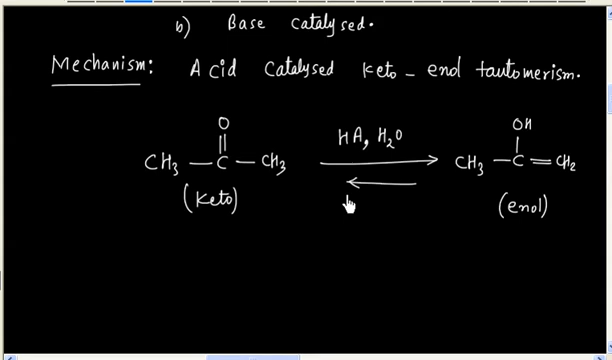 b) Base Catalysed.
Mechanism: Acid Catalysed Keto - enol tautomerism.
O OH
HA, H2O
CH3 - C - CH3 CH3 - C = CH2
(Keto) (enol)